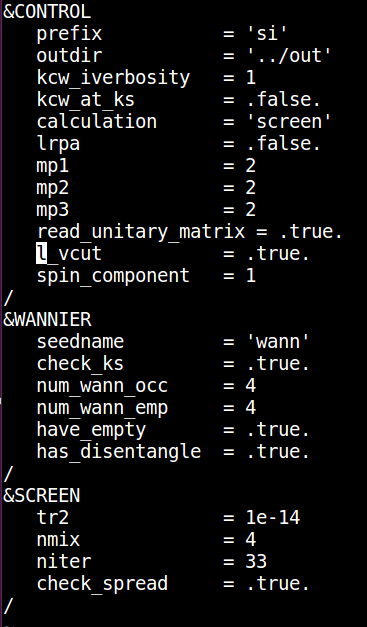 &CONTROL
   prefix           = 'si'
   outdir           = '../out'
   kcw_iverbosity   = 1
   kcw_at_ks        = .false.
   calculation      = 'screen'
   lrpa             = .false.
   mp1              = 2
   mp2              = 2
   mp3              = 2
   read_unitary_matrix = .true.
   l_vcut           = .true.
   spin_component   = 1
/
&WANNIER
   seedname         = 'wann'
   check_ks         = .true.
   num_wann_occ     = 4
   num_wann_emp     = 4
   have_empty       = .true.
   has_disentangle  = .true.
/
&SCREEN
   tr2              = 1e-14
   nmix             = 4
   niter            = 33
   check_spread     = .true.
/